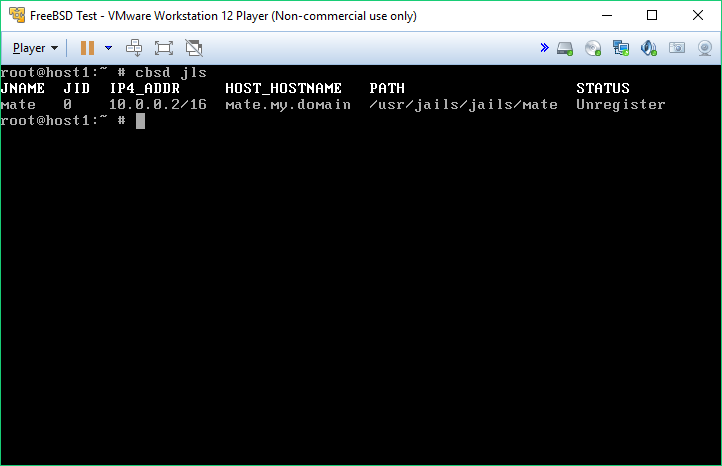 FreeBSD Test - VMware Workstation 12 Player (Non-commercial use only)
Player
root@host1:~ # cbsd jls
JNAME JID IP4_ADDR HOST_HOSTNAME PATH STATUS
mate 0 10.0.0.2/16 mate.my.domain /usr/jails/jails/mate Unregister
root@host1:~ #